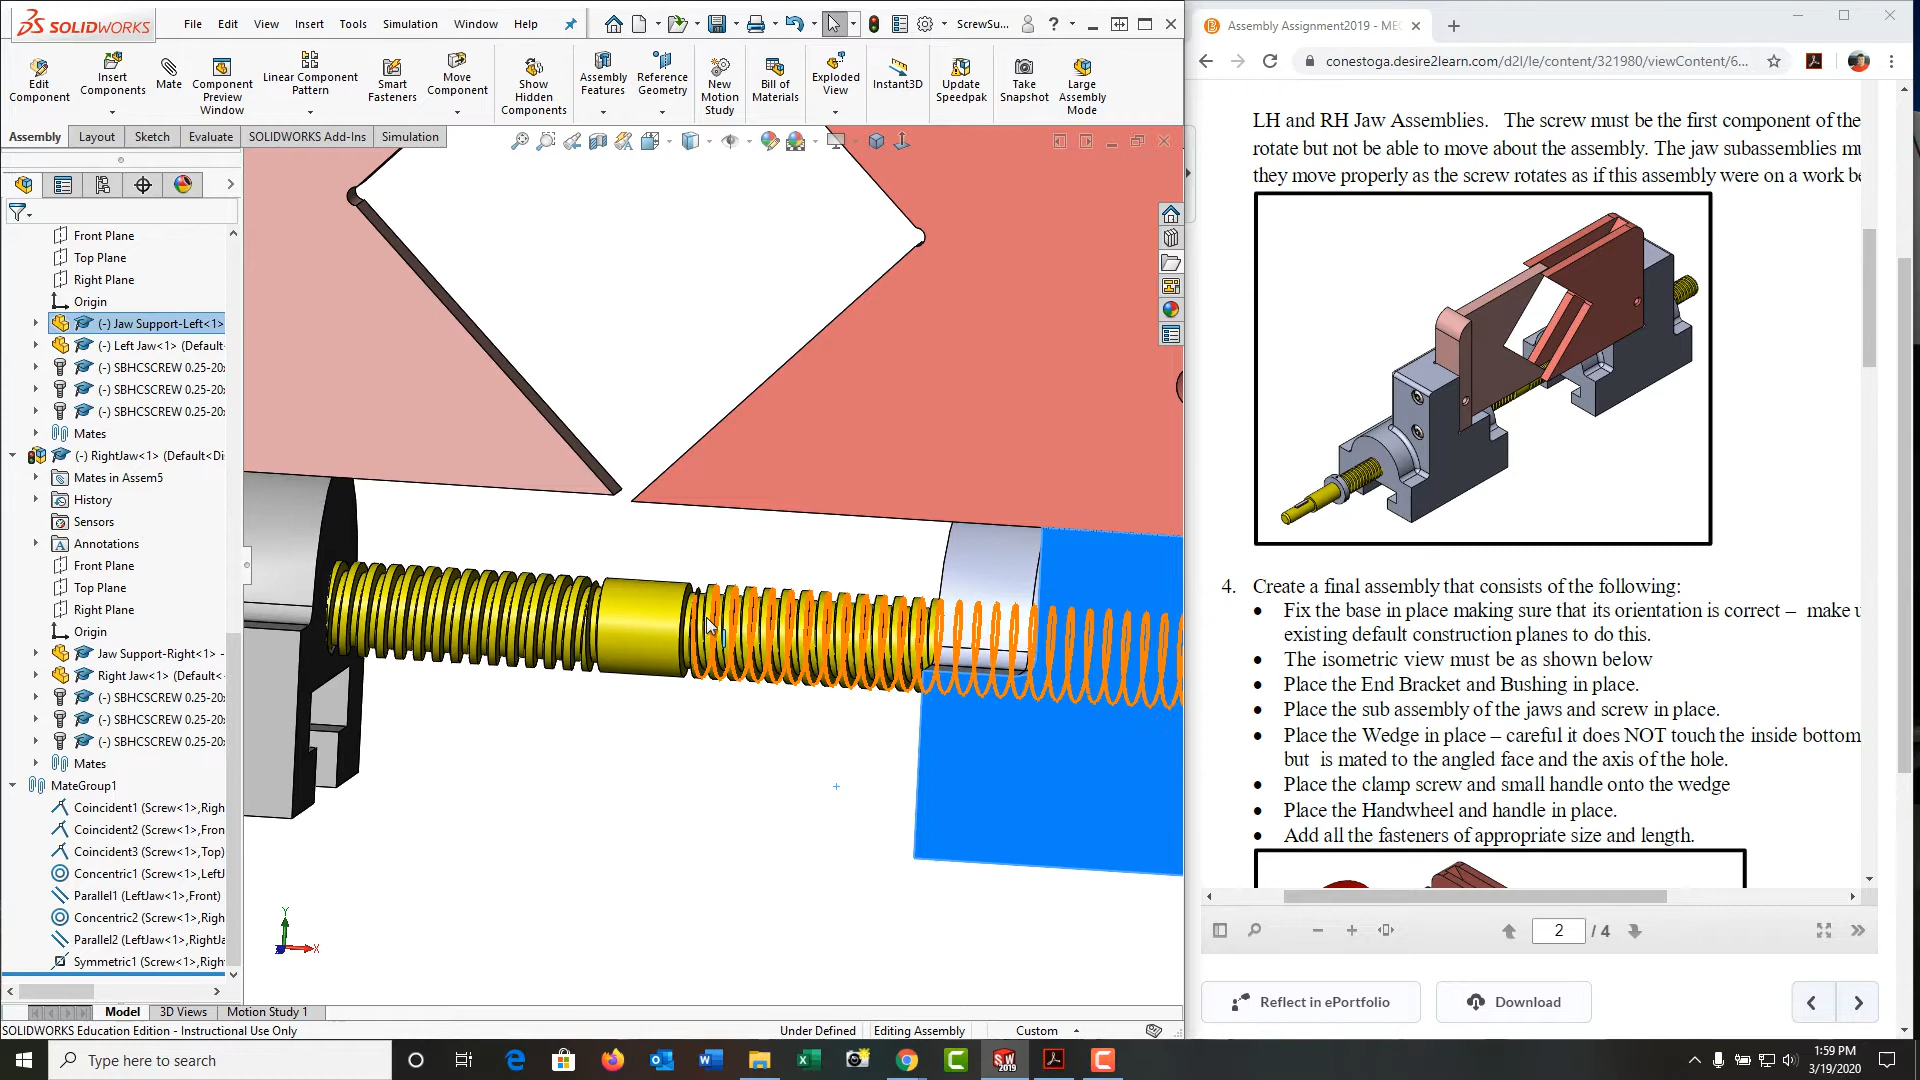 SOLIDWORKS
File
Edit
View
Insert
Tools
Simulation
Window
Help
ScrewSu...
Edit Component
Insert Components
Mate
Component Preview Window
Linear Component Pattern
Smart Fasteners
Move Component
Show Hidden Components
Assembly Features
Reference Geometry
New Motion Study
Bill of Materials
Exploded View
Instant3D
Update Speedpak
Take Snapshot
Large Assembly Mode
Assembly
Layout
Sketch
Evaluate
SOLIDWORKS Add-Ins
Simulation
Front Plane
Top Plane
Right Plane
Origin
(-) Jaw Support-Left<1>
(-) Left Jaw<1> (Default
(-) SBHCSCREW 0.25-20x
(-) SBHCSCREW 0.25-20x
(-) SBHCSCREW 0.25-20x
Mates
(-) RightJaw<1> (Default<Di
Mates in Assem5
History
Sensors
Annotations
Front Plane
Top Plane
Right Plane
Origin
Jaw Support-Right<1> -
Right Jaw<1> (Default<
(-) SBHCSCREW 0.25-20x
(-) SBHCSCREW 0.25-20x
(-) SBHCSCREW 0.25-20x
Mates
MateGroup1
Coincident1 (Screw<1>,Righ
Coincident2 (Screw<1>,Fron
Coincident3 (Screw<1>,Top)
Concentric1 (Screw<1>,LeftJ
Parallel1 (LeftJaw<1>,Front)
Concentric2 (Screw<1>,Righ
Parallel2 (LeftJaw<1>,RightJa
Symmetric1 (Screw<1>,Righ
Y
X
Model
3D Views
Motion Study 1
SOLIDWORKS Education Edition - Instructional Use Only
Under Defined
Editing Assembly
Custom
Assembly Assignment2019 - MEC
conestoga.desire2learn.com/d2l/le/content/321980/viewContent/6...
LH and RH Jaw Assemblies. The screw must be the first component of the
rotate but not be able to move about the assembly. The jaw subassemblies mu
they move properly as the screw rotates as if this assembly were on a work be
4. Create a final assembly that consists of the following:
• Fix the base in place making sure that its orientation is correct – make u
existing default construction planes to do this.
• The isometric view must be as shown below
• Place the End Bracket and Bushing in place.
• Place the sub assembly of the jaws and screw in place.
• Place the Wedge in place – careful it does NOT touch the inside bottom
but is mated to the angled face and the axis of the hole.
• Place the clamp screw and small handle onto the wedge
• Place the Handwheel and handle in place.
• Add all the fasteners of appropriate size and length.
2 / 4
Reflect in ePortfolio
Download
Type here to search
SW 2019
1:59 PM
3/19/2020